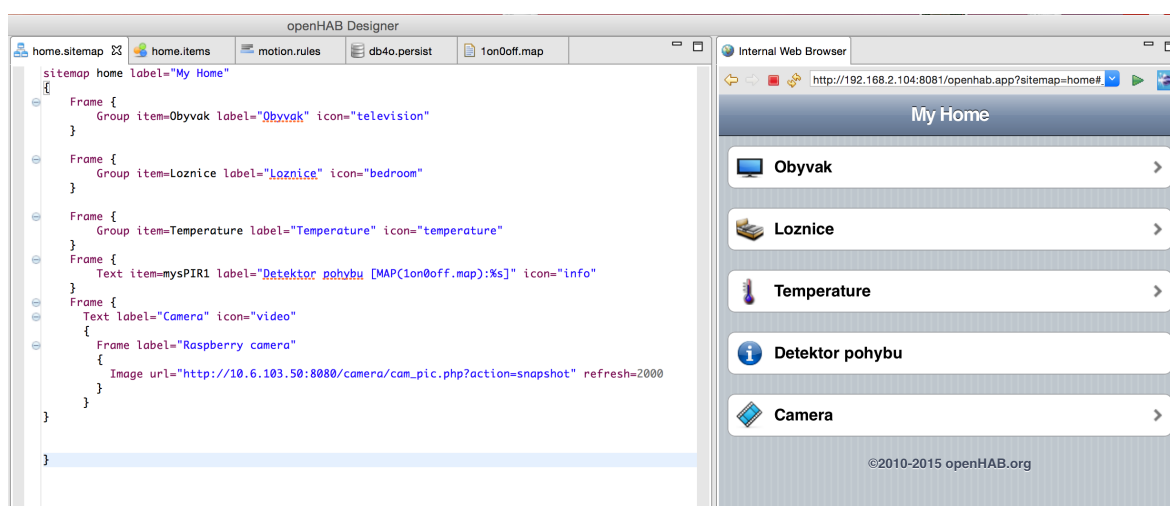 openHAB Designer
home.sitemap
home.items
motion.rules
db4o.persist
1on0off.map
sitemap home label="My Home"
{
Frame {
Group item=Obyvak label="Obyvak" icon="television"
}
Frame {
Group item=Loznice label="Loznice" icon="bedroom"
}
Frame {
Group item=Temperature label="Temperature" icon="temperature"
}
Frame {
Text item=mysPIR1 label="Detektor pohybu [MAP(1on0off.map):%s]" icon="info"
}
Frame {
Text label="Camera" icon="video"
{
Frame label="Raspberry camera"
{
Image url="http://10.6.103.50:8080/camera/cam_pic.php?action=snapshot" refresh=2000
}
}
}
}
Internal Web Browser
http://192.168.2.104:8081/openhab.app?sitemap=home#_
My Home
Obyvak
Loznice
Temperature
Detektor pohybu
Camera
©2010-2015 openHAB.org